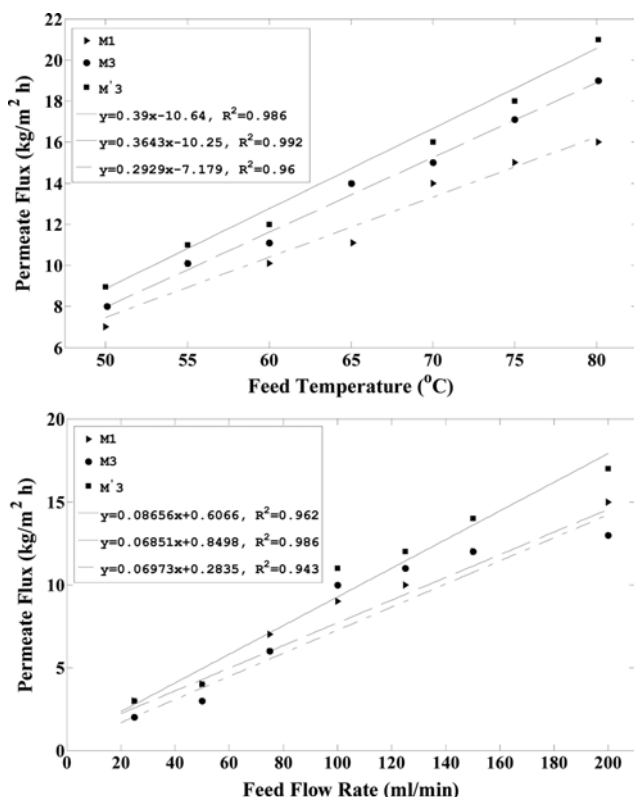 22
20
18
16
14
12
10
8
6
M1
M3
M'3
y=0.39x-10.64, R²=0.986
y=0.3643x-10.25, R²=0.992
y=0.2929x-7.179, R²=0.96
Permeate Flux (kg/m² h)
50 55 60 65 70 75 80
Feed Temperature (°C)
20
15
10
5
0
M1
M3
M'3
y=0.08656x+0.6066, R²=0.962
y=0.06851x+0.8498, R²=0.986
y=0.06973x+0.2835, R²=0.943
Permeate Flux (kg/m² h)
0 20 40 60 80 100 120 140 160 180 200
Feed Flow Rate (ml/min)